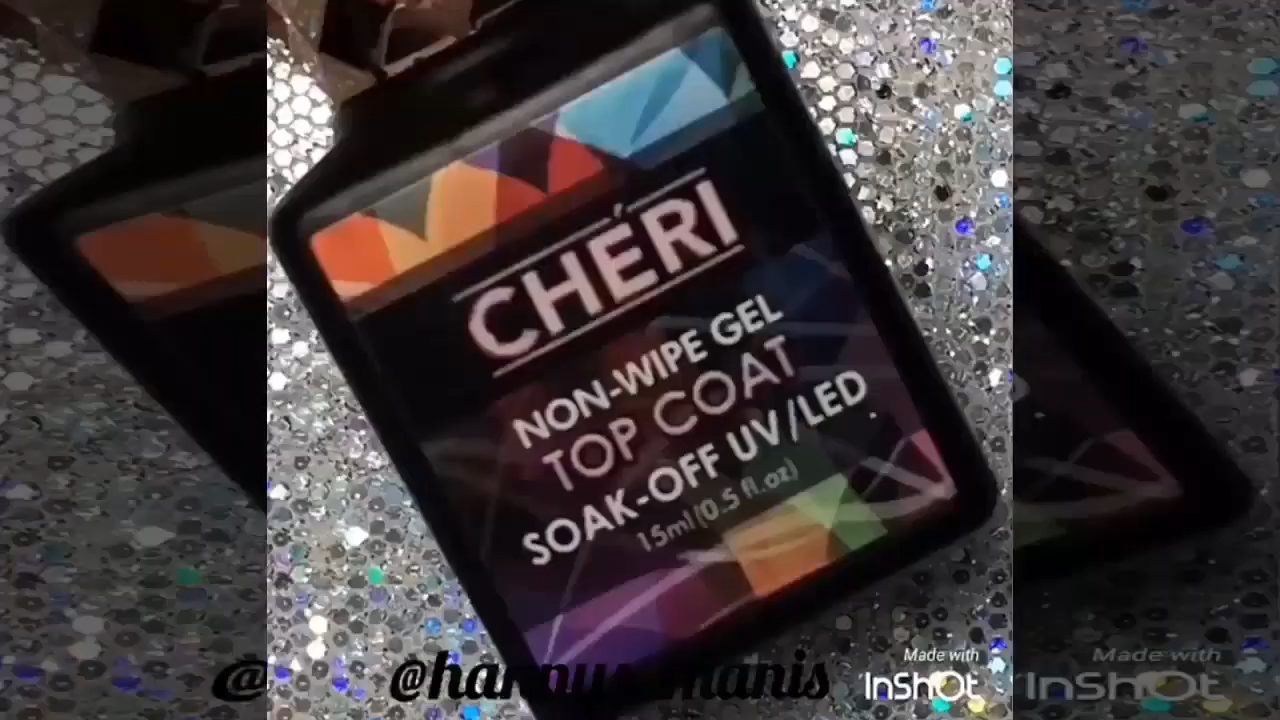 CHÉRI
NON-WIPE GEL
TOP COAT
SOAK-OFF UV/LED
15ml(0.5 fl.oz)
Made with
InShOt
Made with
InShOt